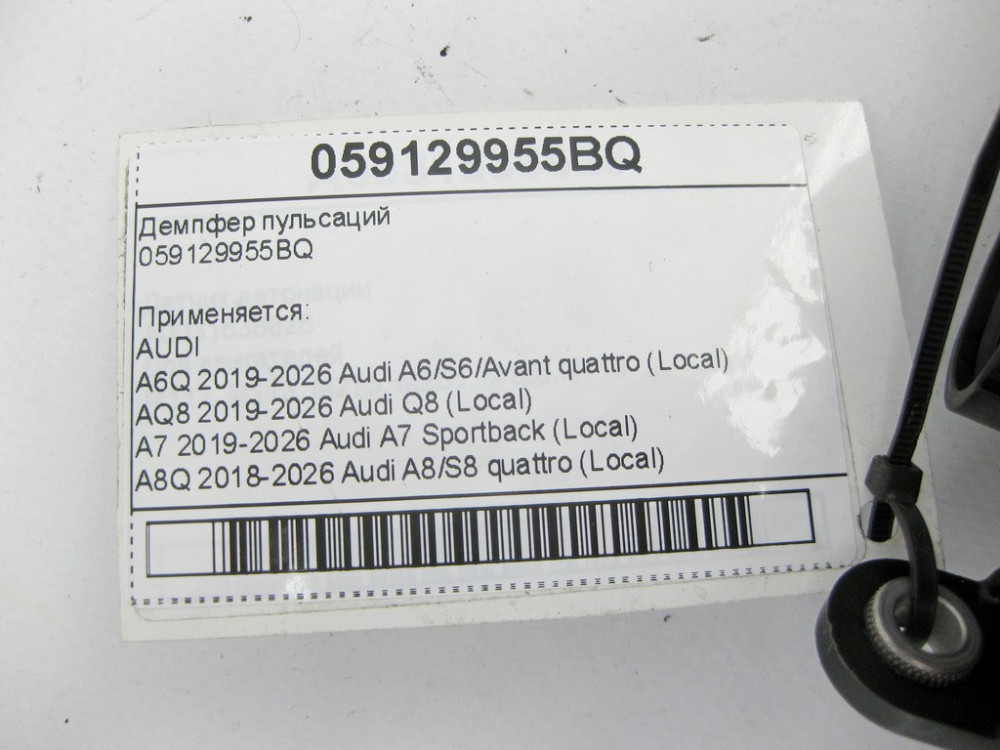 059129955BQ
Демпфер пульсаций
059129955BQ
Применяется:
AUDI
A6Q 2019-2026 Audi A6/S6/Avant quattro (Local)
AQ8 2019-2026 Audi Q8 (Local)
A7 2019-2026 Audi A7 Sportback (Local)
A8Q 2018-2026 Audi A8/S8 quattro (Local)